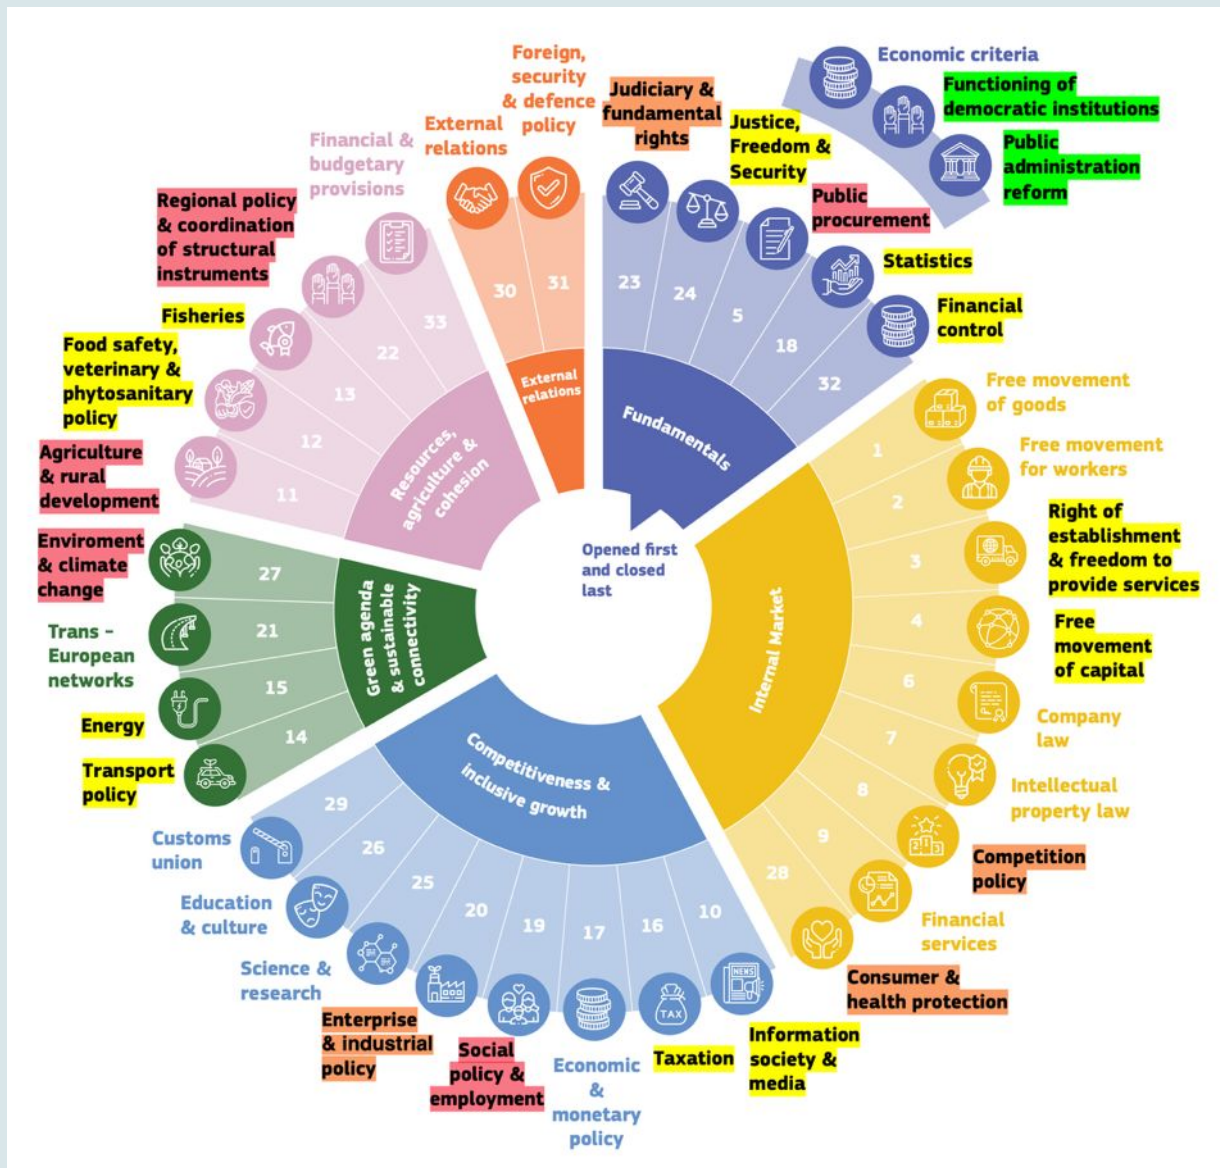 Foreign,
security
& defence
policy
External
relations
Financial &
budgetary
provisions
Regional policy
& coordination
of structural
instruments
Fisheries
Food safety,
veterinary &
phytosanitary
policy
Agriculture
& rural
development
Enviroment
& climate
change
Trans -
European
networks
Energy
Transport
policy
Judiciary &
fundamental
rights
Justice,
Freedom &
Security
Public
procurement
Statistics
Financial
control
Economic criteria
Functioning of
democratic institutions
Public
administration
reform
Free movement
of goods
Free movement
for workers
Right of
establishment
& freedom to
provide services
Free
movement
of capital
Company
law
Intellectual
property law
Competition
policy
Financial
services
Consumer &
health protection
Information
society &
media
Taxation
Economic
&
monetary
policy
Social
policy &
employment
Enterprise
& industrial
policy
Science &
research
Education
& culture
Customs
union
30
31
23
24
5
18
32
33
22
13
12
11
27
21
15
14
1
2
3
4
6
7
8
9
28
29
26
25
20
19
17
16
10
External
relations
Fundamentals
Resources,
agriculture &
cohesion
Green agenda
& sustainable
connectivity
Internal Market
Competitiveness &
inclusive growth
Opened first
and closed
last
2 1 3
NEWS
TAX